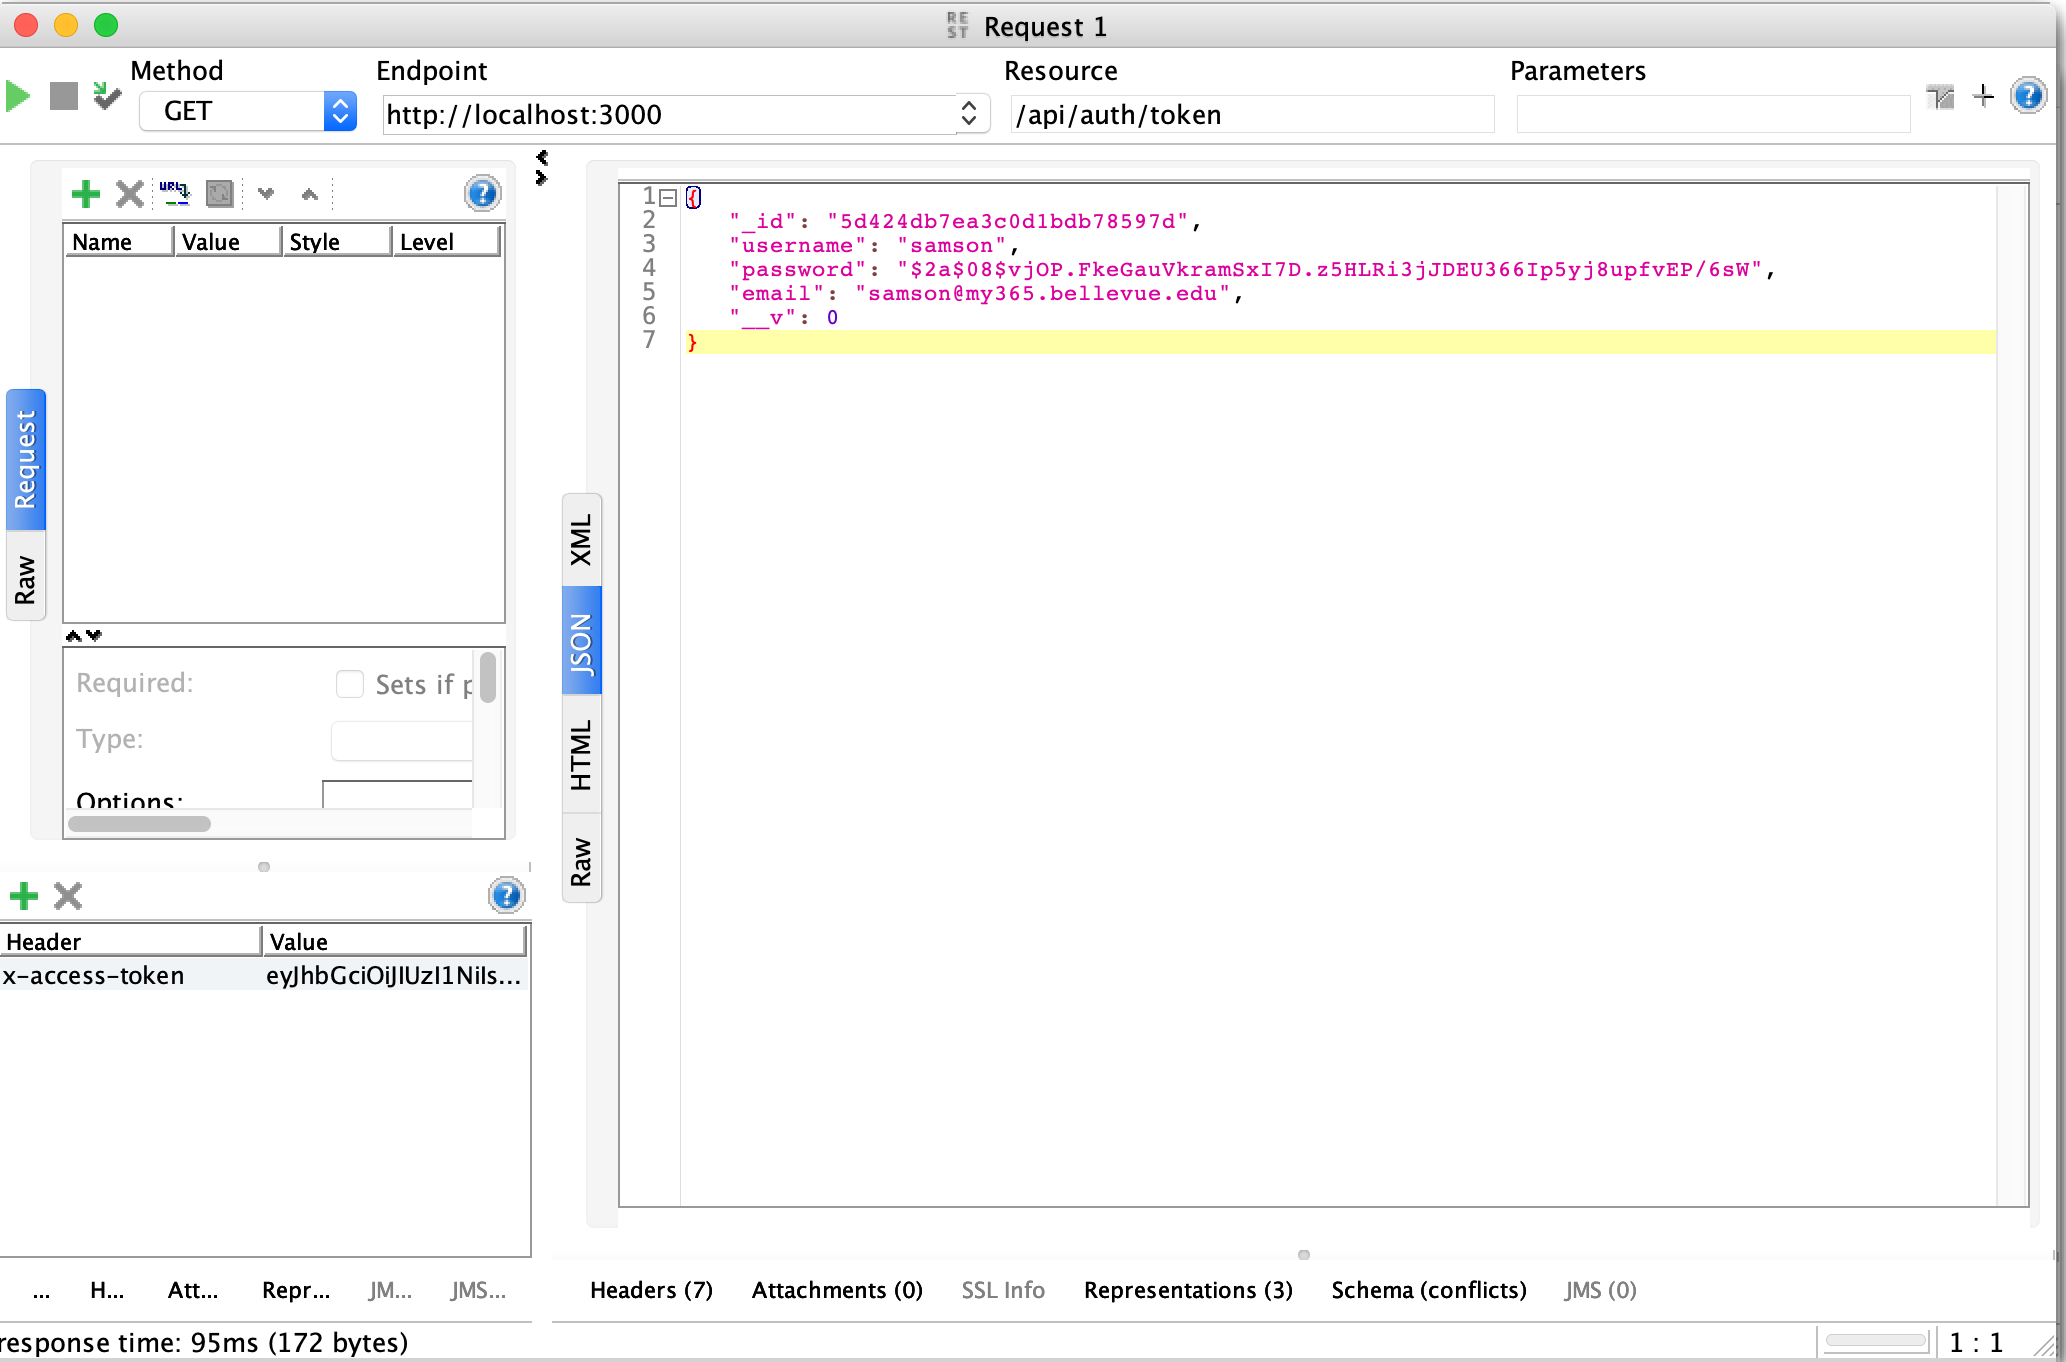 REST Request 1
Method Endpoint Resource Parameters
GET http://localhost:3000 /api/auth/token
Name Value Style Level
Request
Raw
Required: Sets if p
Type:
Options:
Header Value
x-access-token eyJhbGciOiJIUzI1NiIs...
... H... Att... Repr... JM... JMS...
response time: 95ms (172 bytes)
XML
JSON
HTML
Raw
1 {
2 "_id": "5d424db7ea3c0d1bdb78597d",
3 "username": "samson",
4 "password": "$2a$08$vjOP.FkeGauVkramSxI7D.z5HLRi3jJDEU366Ip5yj8upfvEP/6sW",
5 "email": "samson@my365.bellevue.edu",
6 "__v": 0
7 }
Headers (7) Attachments (0) SSL Info Representations (3) Schema (conflicts) JMS (0)
1 : 1